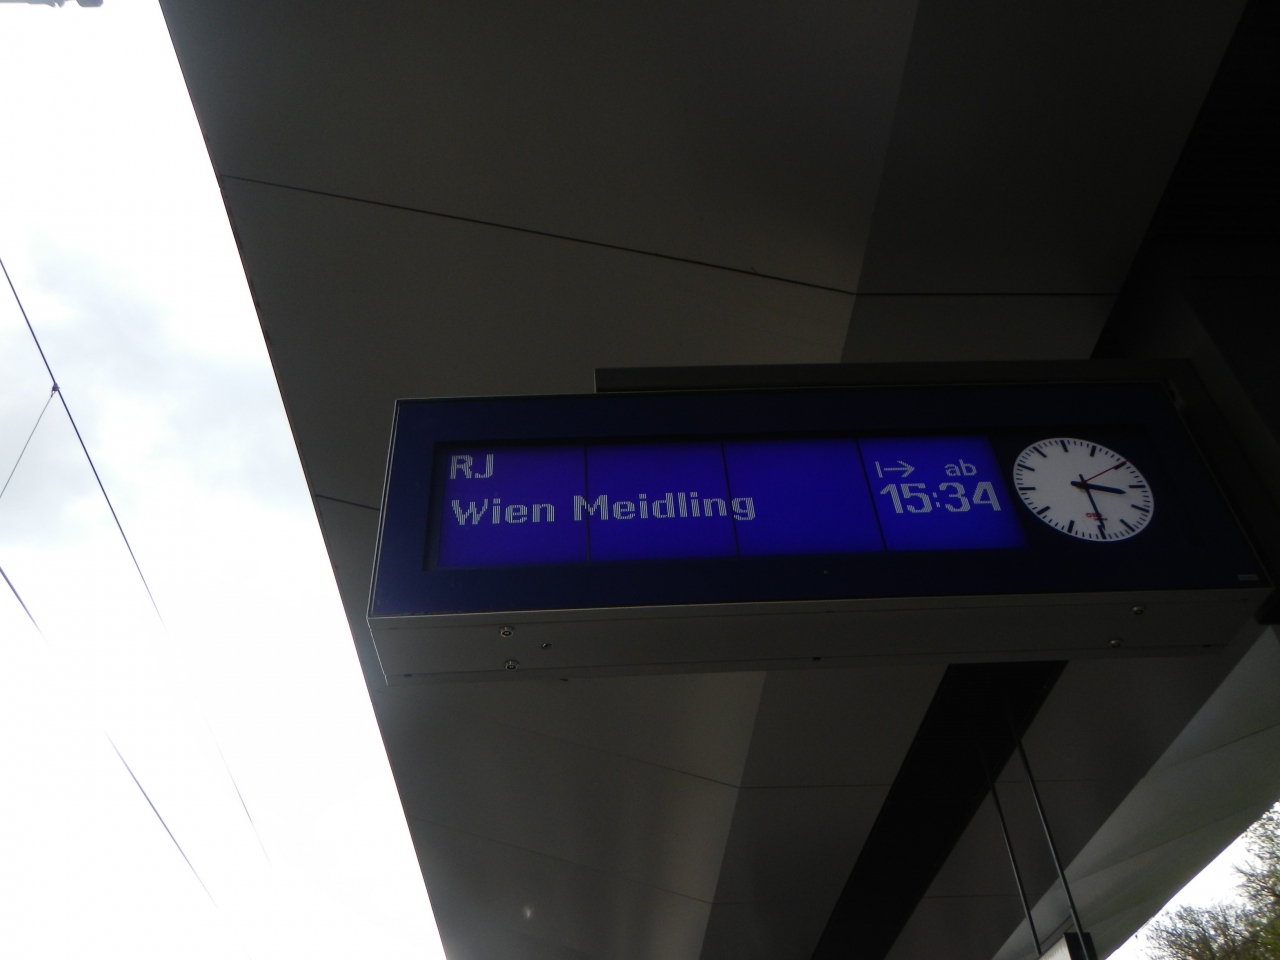 RJ
ab
Wien Meidling
15:34